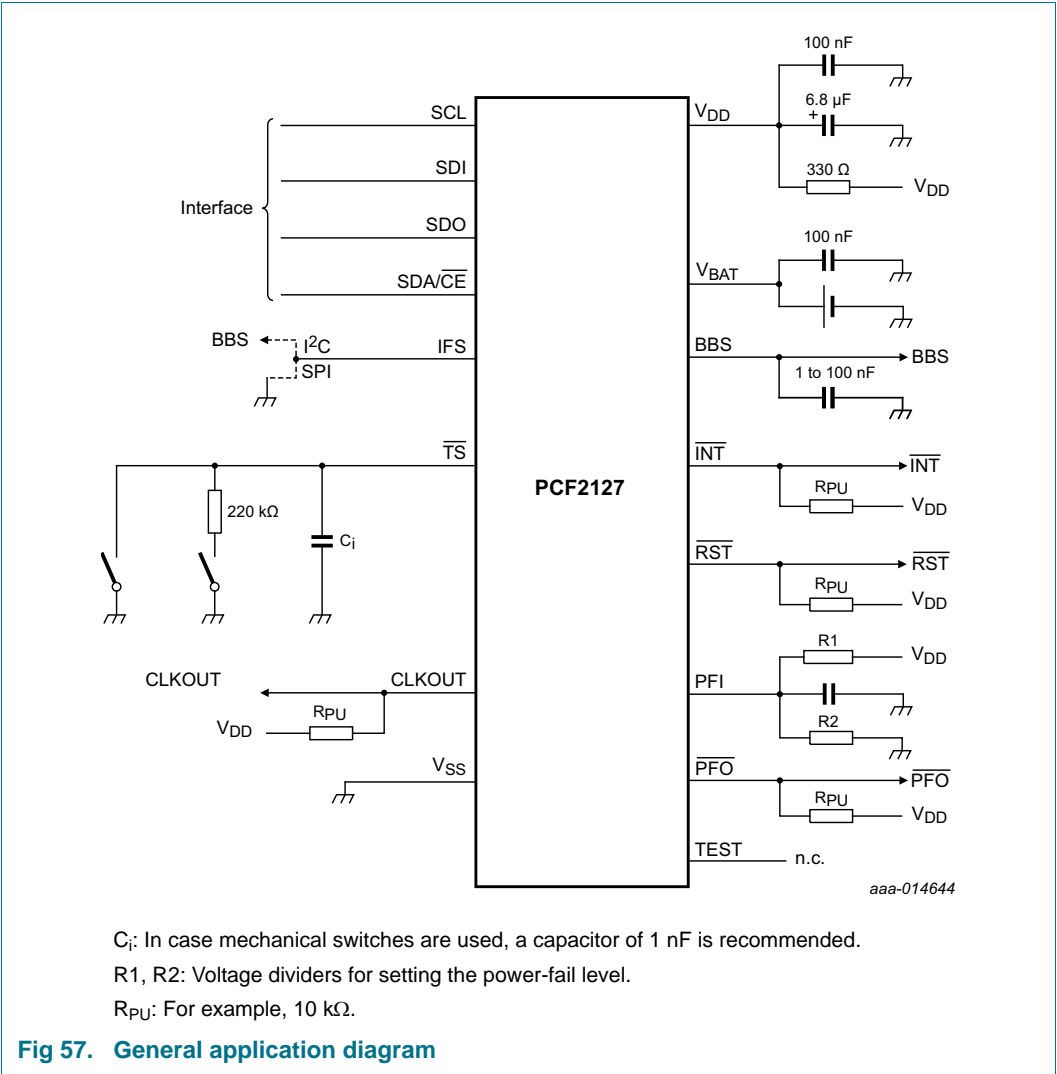 100 nF
SCL
VDD
6.8 µF
+
SDI
330 Ω
VDD
Interface
SDO
100 nF
SDA/CE
VBAT
BBS
I2C
IFS
SPI
BBS
BBS
1 to 100 nF
TS
INT
INT
PCF2127
RPU
VDD
220 kΩ
Ci
RST
RST
RPU
VDD
R1
VDD
CLKOUT
CLKOUT
PFI
RPU
VDD
R2
VSS
PFO
PFO
RPU
VDD
TEST
n.c.
aaa-014644
Ci: In case mechanical switches are used, a capacitor of 1 nF is recommended.
R1, R2: Voltage dividers for setting the power-fail level.
RPU: For example, 10 kΩ.
Fig 57. General application diagram